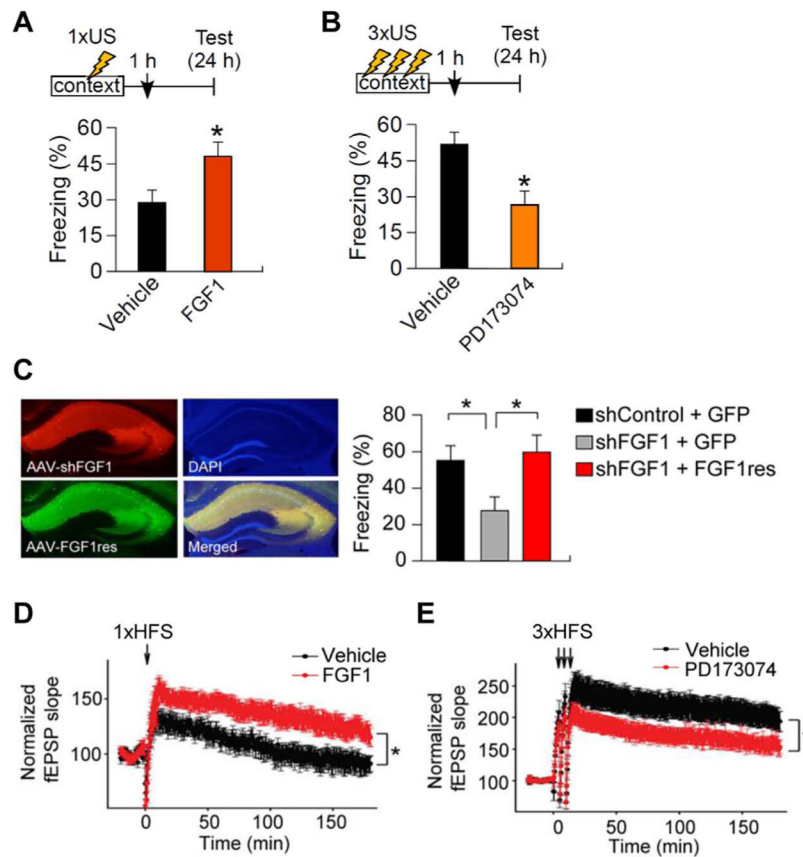 A
1xUS
1 h
Test
(24 h)
context
60
45
30
15
0
Freezing (%)
*
Vehicle
FGF1
B
3xUS
1 h
Test
(24 h)
context
60
45
30
15
0
Freezing (%)
*
Vehicle
PD173074
C
AAV-shFGF1
DAPI
AAV-FGF1res
Merged
80
60
40
20
0
Freezing (%)
*
*
shControl + GFP
shFGF1 + GFP
shFGF1 + FGF1res
D
1xHFS
Vehicle
FGF1
150
100
Normalized
fEPSP slope
*
0
50
100
150
Time (min)
E
3xHFS
Vehicle
PD173074
250
200
150
100
Normalized
fEPSP slope
0
50
100
150
Time (min)